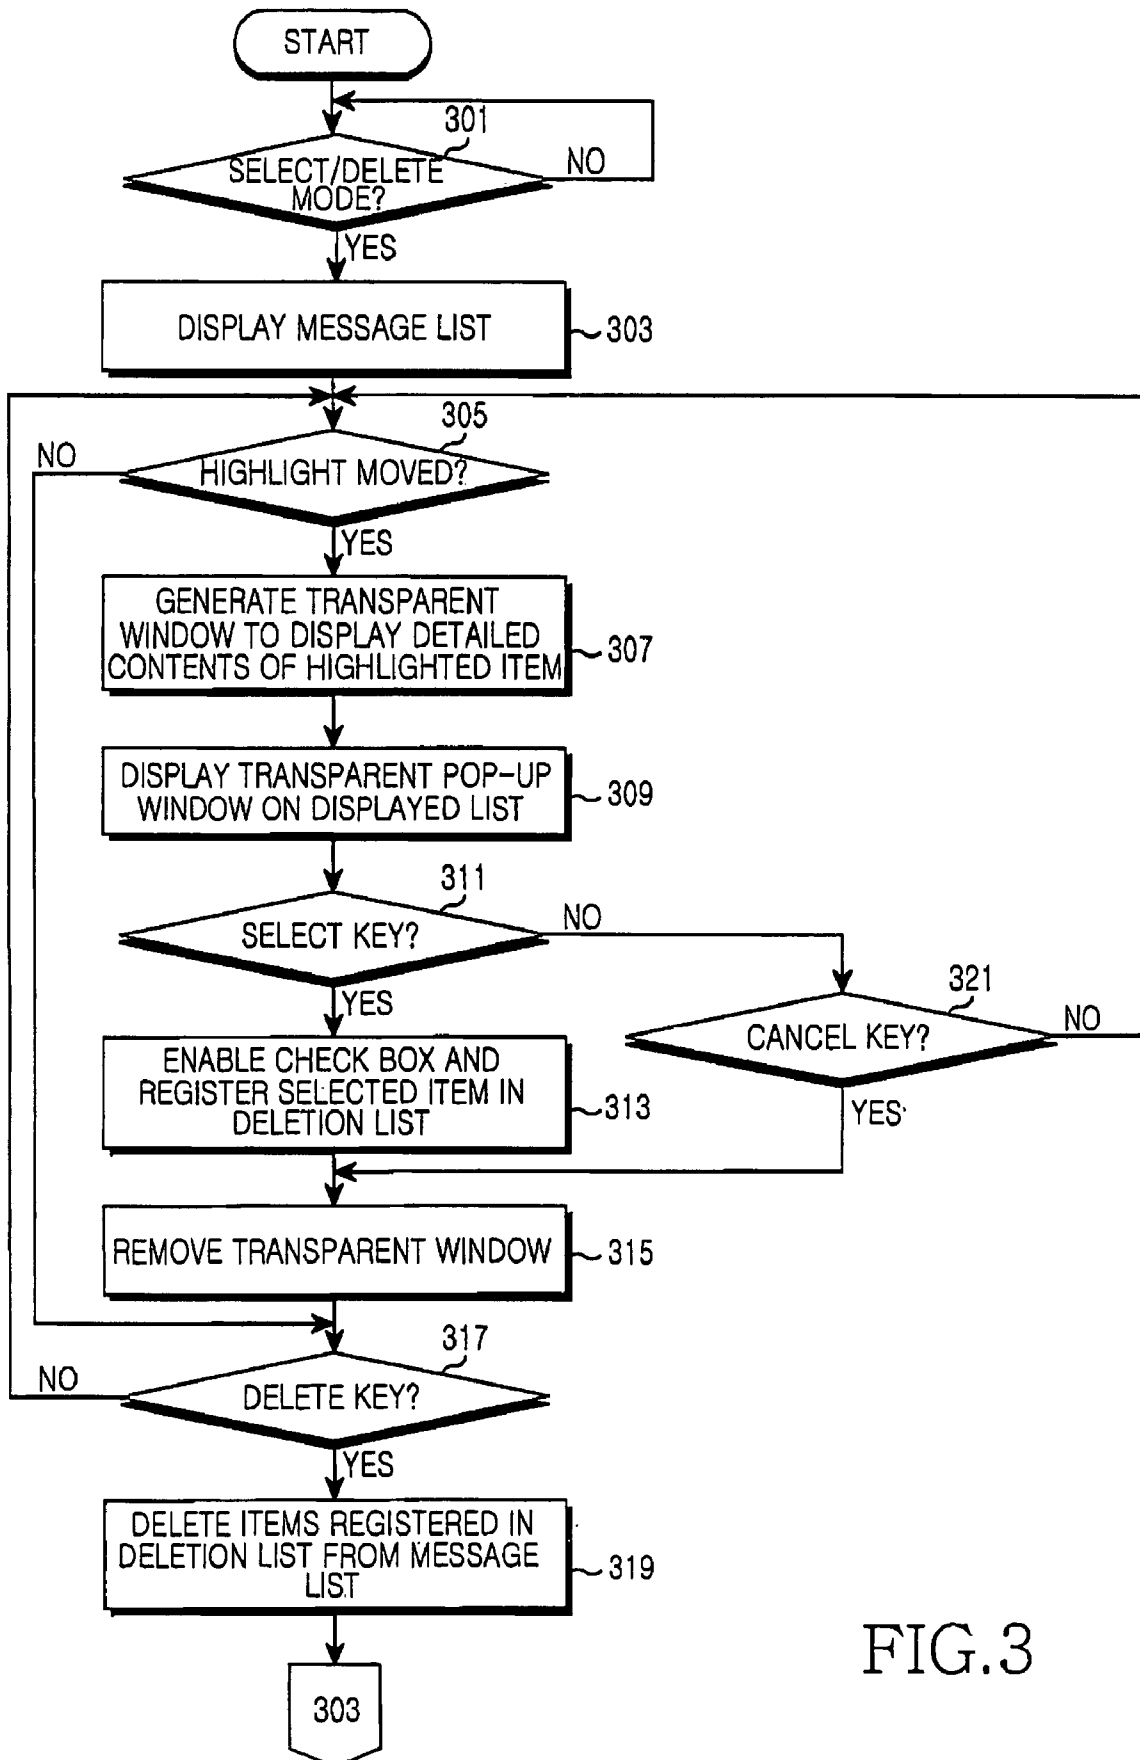 START
301
SELECT/DELETE
MODE?
NO
YES
DISPLAY MESSAGE LIST
303
305
NO
HIGHLIGHT MOVED?
YES
GENERATE TRANSPARENT
WINDOW TO DISPLAY DETAILED
CONTENTS OF HIGHLIGHTED ITEM
307
DISPLAY TRANSPARENT POP-UP
WINDOW ON DISPLAYED LIST
309
311
SELECT KEY?
NO
YES
321
CANCEL KEY?
NO
YES
ENABLE CHECK BOX AND
REGISTER SELECTED ITEM IN
DELETION LIST
313
REMOVE TRANSPARENT WINDOW
315
317
NO
DELETE KEY?
YES
DELETE ITEMS REGISTERED IN
DELETION LIST FROM MESSAGE
LIST
319
303
FIG.3